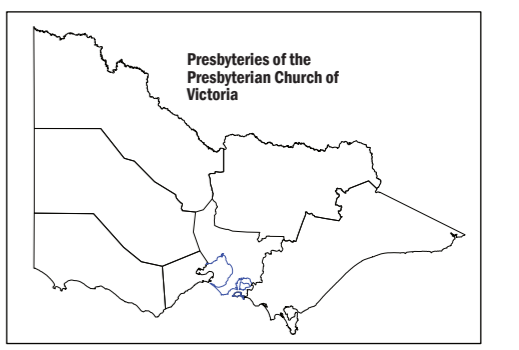 Presbyteries of the
Presbyterian Church of
Victoria